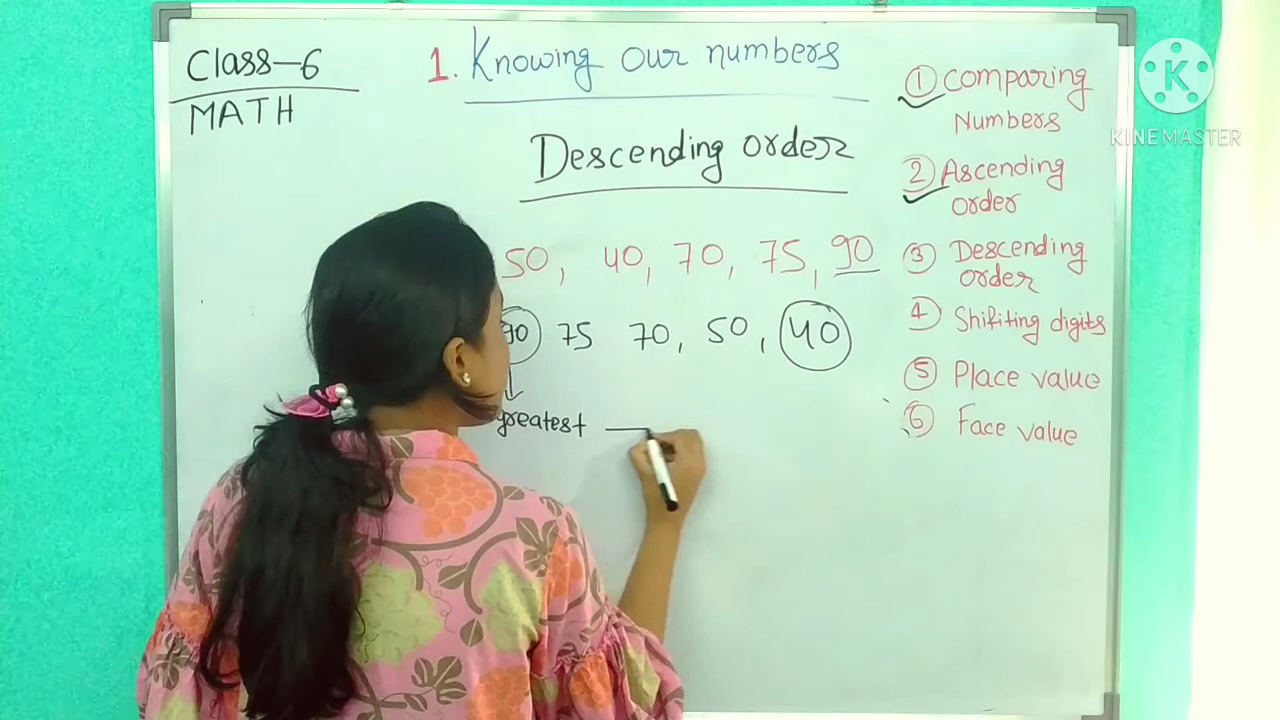 Class-6
MATH
1. Knowing our numbers
Descending order
50, 40, 70, 75, 90
90 75 70, 50, 40
greatest
① Comparing
Numbers
② Ascending
order
③ Descending
order
④ Shifiting digits
⑤ Place value
⑥ Face value
K
KINEMASTER